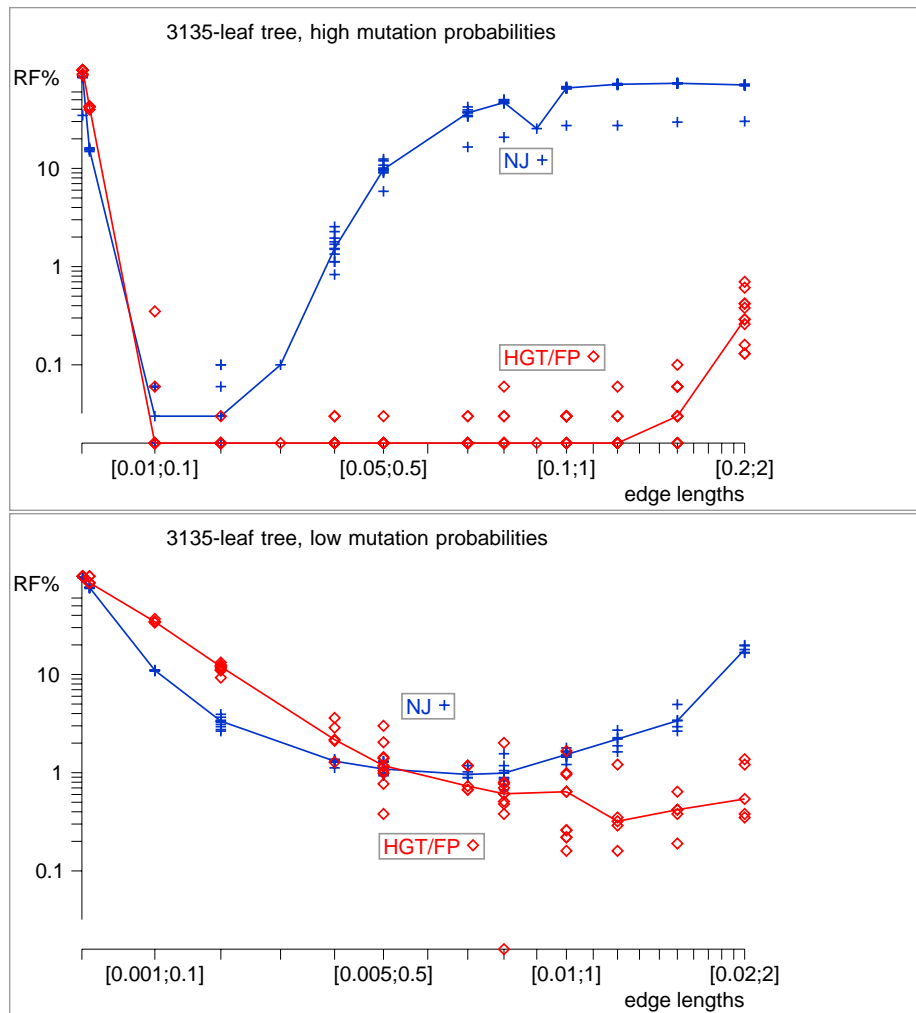 3135-leaf tree, high mutation probabilities
RF%
10
NJ +
1
HGT/FP ◇
0.1
[0.01;0.1] [0.05;0.5] [0.1;1] [0.2;2]
edge lengths
3135-leaf tree, low mutation probabilities
RF%
10
NJ +
1
HGT/FP ◇
0.1
[0.001;0.1] [0.005;0.5] [0.01;1] [0.02;2]
edge lengths